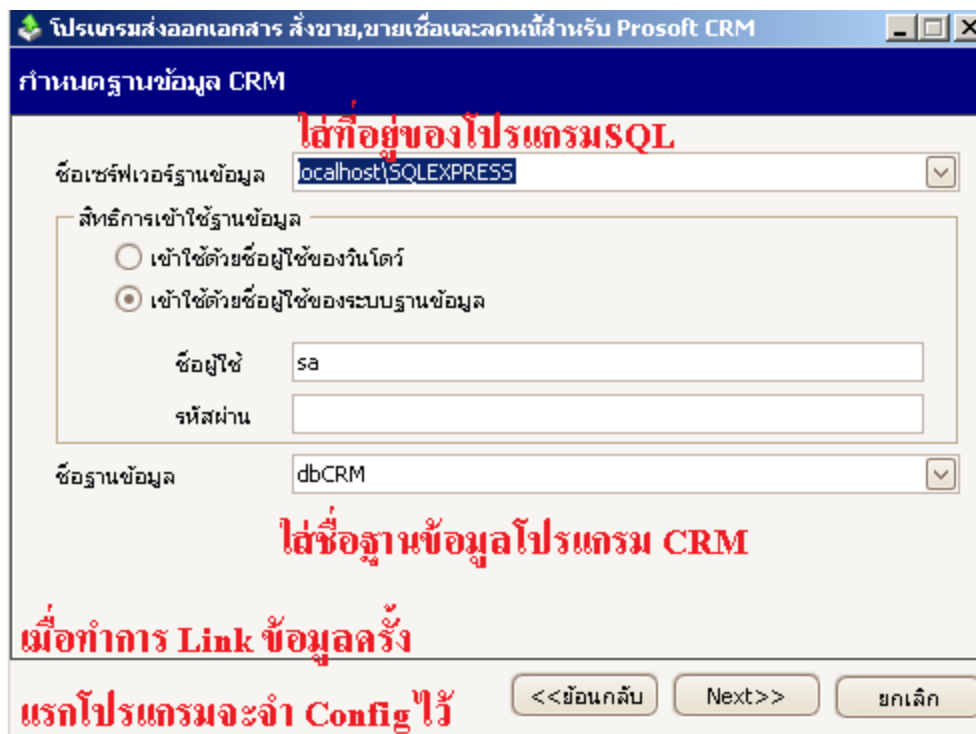 โปรแกรมส่งออกเอกสาร สั่งขาย,ขายเชื่อและลดหนี้สำหรับ Prosoft CRM
กำหนดฐานข้อมูล CRM
ใส่ที่อยู่ของโปรแกรมSQL
ชื่อเซร์ฟเวอร์ฐานข้อมูล localhost\SQLEXPRESS
สิทธิการเข้าใช้ฐานข้อมูล
เข้าใช้ด้วยชื่อผู้ใช้ของวินโดว์
เข้าใช้ด้วยชื่อผู้ใช้ของระบบฐานข้อมูล
ชื่อผู้ใช้ sa
รหัสผ่าน
ชื่อฐานข้อมูล dbCRM
ใส่ชื่อฐานข้อมูลโปรแกรม CRM
เมื่อทำการ Link ข้อมูลครั้ง
แรกโปรแกรมจะจำ Config ไว้
<<ย้อนกลับ Next>> ยกเลิก